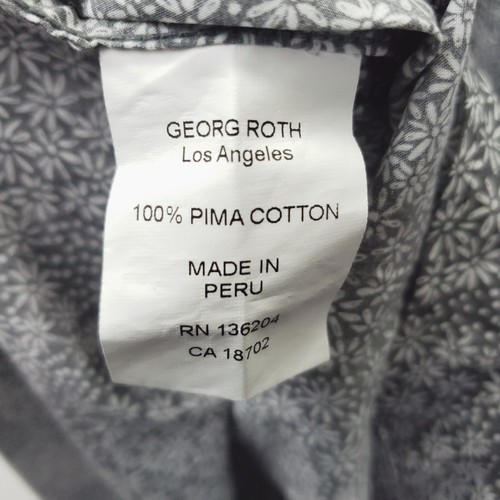 GEORG ROTH
Los Angeles
100% PIMA COTTON
MADE IN
PERU
RN 136204
CA 18702